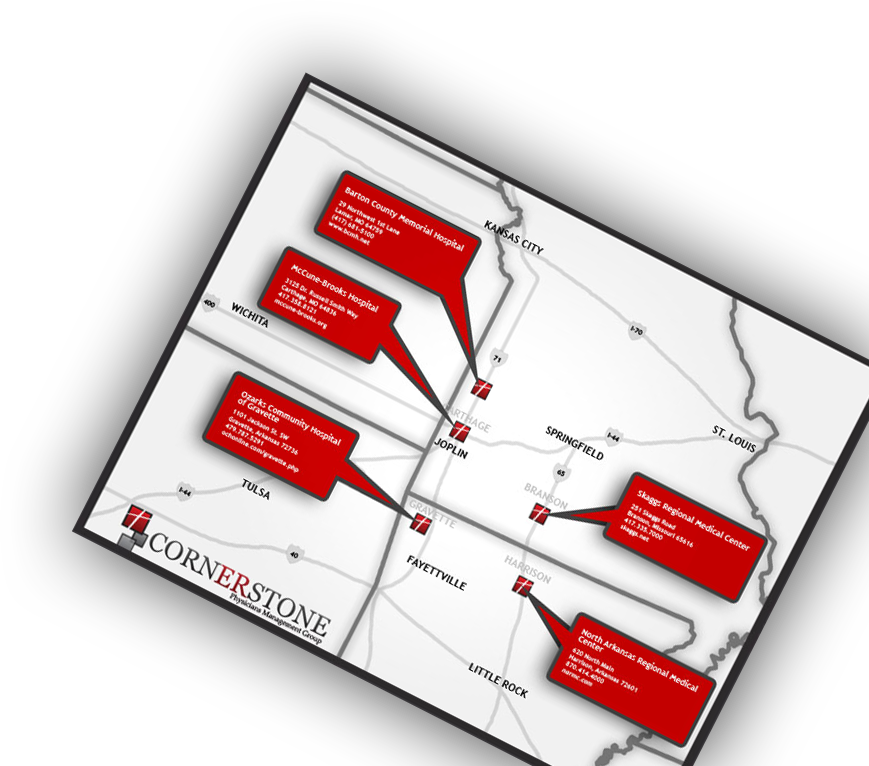 KANSAS CITY
Barton County Memorial Hospital
29 Northwest 1st Lane
Lamar, MO 64759
(417) 681-5100
www.bcmh.net
McCune-Brooks Hospital
3125 Dr. Russell Smith Way
Carthage, MO 64836
417.358.8121
mccune-brooks.org
400
WICHITA
I-70
71
ARTHAGE
JOPLIN
SPRINGFIELD
I-44
ST. LOUIS
65
Ozarks Community Hospital
of Gravette
1101 Jackson St. SW
Gravette, Arkansas 72736
479.787.5291
ochonline.com/gravette.php
BRANSON
Skaggs Regional Medical Center
251 Skaggs Road
Branson, Missouri 65616
417.335.7000
skaggs.net
I-44
TULSA
GRAVETTE
40
FAYETTVILLE
HARRISON
North Arkansas Regional Medical
Center
620 North Main
Harrison, Arkansas 72601
870.414.4000
narmc.com
LITTLE ROCK
CORNERSTONE
Physicians Management Group